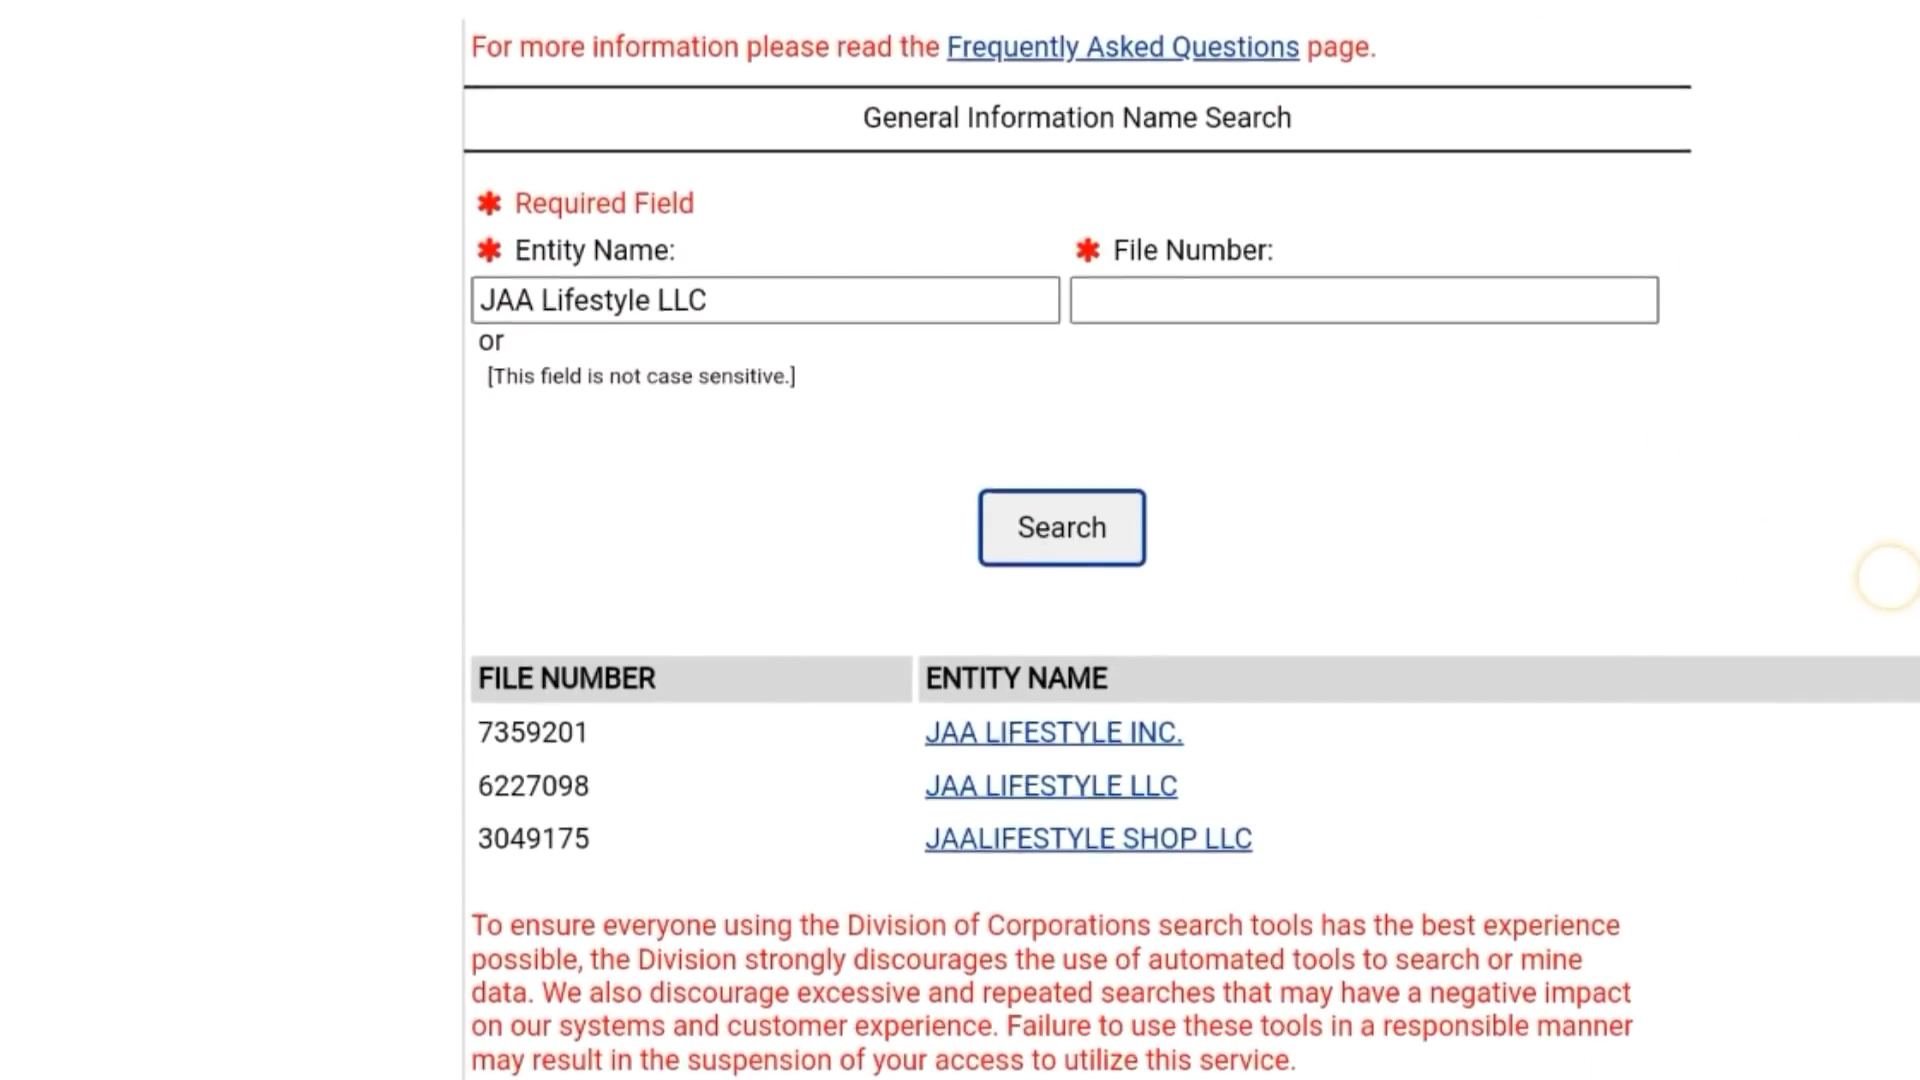 For more information please read the Frequently Asked Questions page.
General Information Name Search
✱ Required Field
✱ Entity Name: ✱ File Number:
JAA Lifestyle LLC
or
[This field is not case sensitive.]
Search
FILE NUMBER ENTITY NAME
7359201 JAA LIFESTYLE INC.
6227098 JAA LIFESTYLE LLC
3049175 JAALIFESTYLE SHOP LLC
To ensure everyone using the Division of Corporations search tools has the best experience
possible, the Division strongly discourages the use of automated tools to search or mine
data. We also discourage excessive and repeated searches that may have a negative impact
on our systems and customer experience. Failure to use these tools in a responsible manner
may result in the suspension of your access to utilize this service.